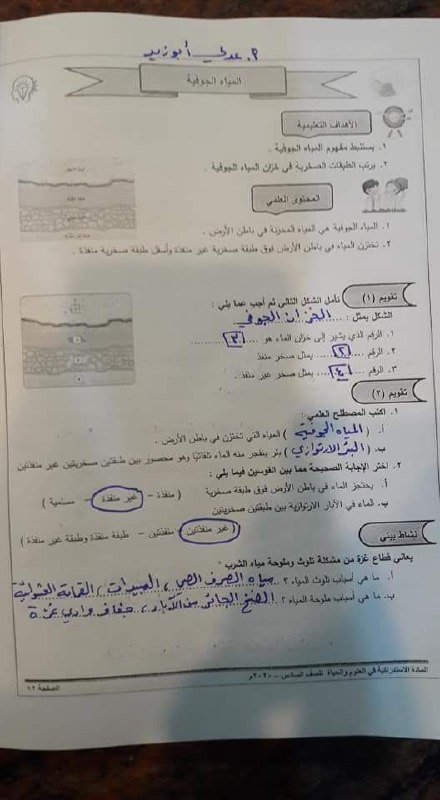 أ. عدلي أبوزيد
المياه الجوفية
الأهداف التعليمية
١. يستنبط مفهوم المياه الجوفية .
٢. يرتب الطبقات الصخرية في خزان المياه الجوفية .
المحتوى العلمي
١. المياه الجوفية هي المياه المخزنة في باطن الأرض .
٢. تختزن المياه في باطن الأرض فوق طبقة صخرية غير منفذة وأسفل طبقة صخرية منفذة .
تقويم (١)
تأمل الشكل التالي ثم أجب عما يلي :
الشكل يمثل : الخزان الجوفي
١. الرقم الذي يشير إلى خزان الماء هو ... ٣
٢. الرقم ... ٢ ... يمثل صخر منفذ .
٣. الرقم ... ٤ ... يمثل صخر غير منفذ .
تقويم (٢)
١. اكتب المصطلح العلمي :
أ. ( المياه الجوفية ) المياه التي تختزن في باطن الأرض .
ب. ( البئر الارتوازي ) بئر يتفجر منه الماء تلقائيًا وهو محصور بين طبقتين صخريتين غير منفذتين
٢. اختر الإجابة الصحيحة مما بين القوسين فيما يلي :
أ. يحتجز الماء في باطن الأرض فوق طبقة صخرية ( منفذة – غير منفذة – مسامية )
ب. الماء في الآبار الارتوازية بين طبقتين صخريتين
( غير منفذتين – منفذتين – طبقة منفذة وطبقة غير منفذة )
نشاط بيتي
يعاني قطاع غزة من مشكلة تلوث وملوحة مياه الشرب "
أ. ما هي أسباب تلوث المياه ؟ مياه الصرف الصحي ، المبيدات ، القمامة العشوائية
ب. ما هي أسباب ملوحة المياه ؟ الضخ الجائر من الآبار ، جفاف وادي غزة
المادة الاستدراكية في العلوم والحياة للصف السادس - ٢٠٢٠م
الصفحة ١٢